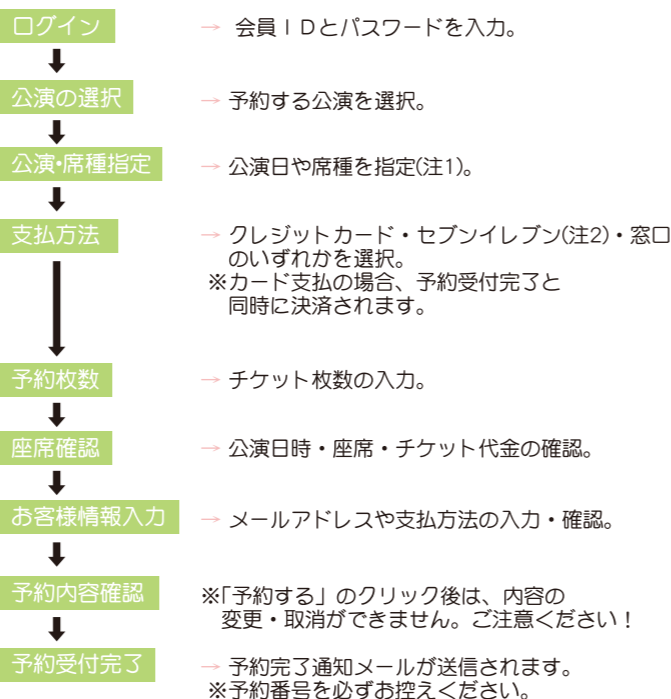 ログイン → 会員IDとパスワードを入力。
公演の選択 → 予約する公演を選択。
公演・席種指定 → 公演日や席種を指定(注1)。
支払方法 → クレジットカード・セブンイレブン(注2)・窓口
のいずれかを選択。
※カード支払の場合、予約受付完了と
同時に決済されます。
予約枚数 → チケット枚数の入力。
座席確認 → 公演日時・座席・チケット代金の確認。
お客様情報入力 → メールアドレスや支払方法の入力・確認。
予約内容確認 ※「予約する」のクリック後は、内容の
変更・取消ができません。ご注意ください！
予約受付完了 → 予約完了通知メールが送信されます。
※予約番号を必ずお控えください。